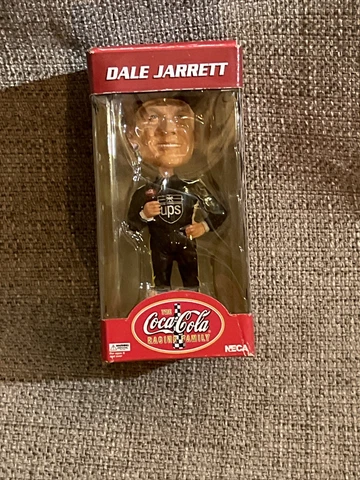 DALE JARRETT
ups
THE
Coca-Cola
RACING FAMILY
NECA